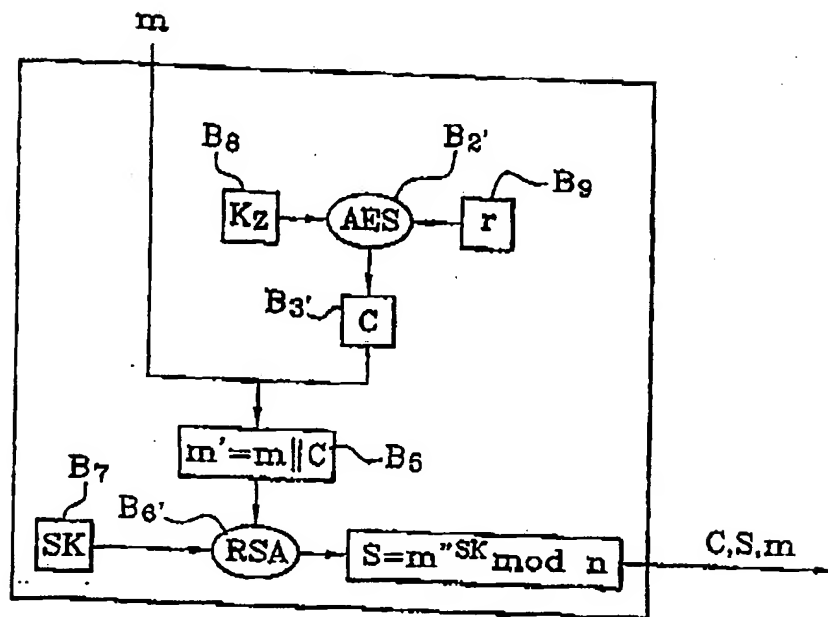 m
B8
B2'
B9
Kz
AES
r
B3'
C
m'=m||C
B5
B7
B6'
SK
RSA
S=m"SK mod n
C,S,m